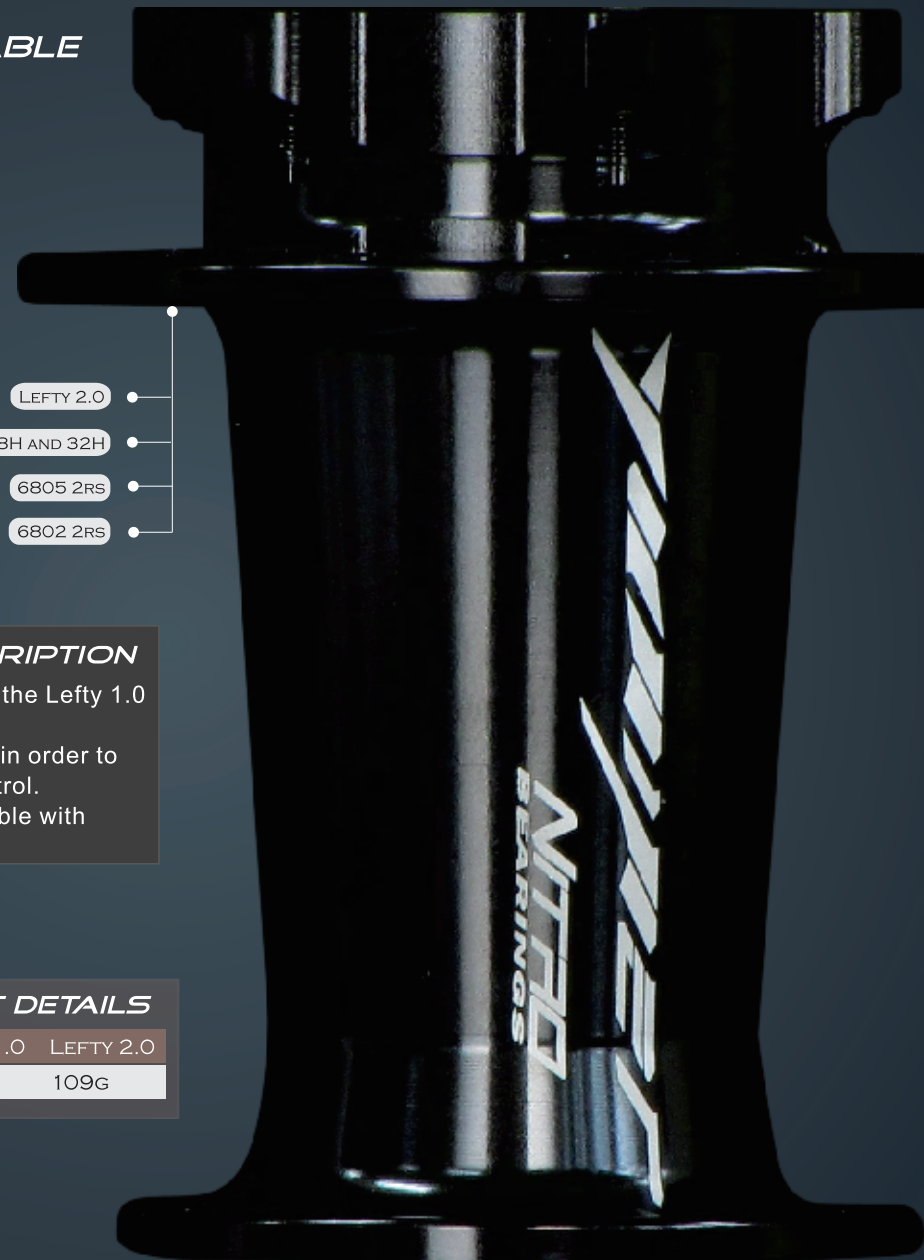 ABLE
LEFTY 2.0
8H AND 32H
6805 2RS
6802 2RS
RIPTION
the Lefty 1.0
in order to
trol.
ble with
T DETAILS
.0 LEFTY 2.0
109G
NITRO
BEARINGS